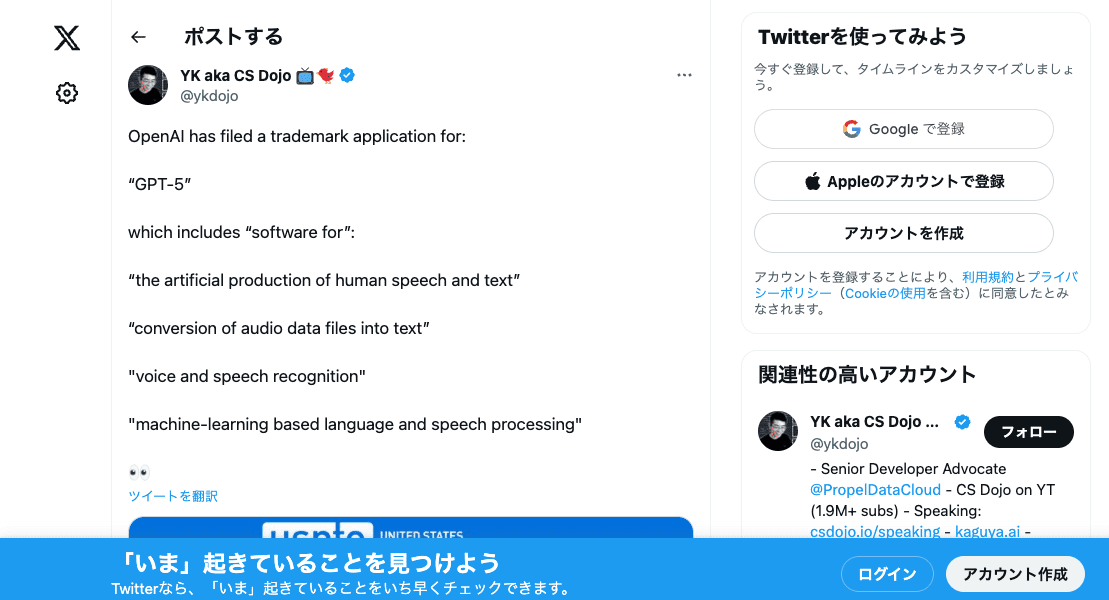 ポストする
YK aka CS Dojo 📺🐦
@ykdojo
OpenAI has filed a trademark application for:
“GPT-5”
which includes “software for”:
“the artificial production of human speech and text”
“conversion of audio data files into text”
"voice and speech recognition"
"machine-learning based language and speech processing"
👀
ツイートを翻訳
uspto UNITED STATES
Twitterを使ってみよう
今すぐ登録して、タイムラインをカスタマイズしましょ
う。
Google で登録
Appleのアカウントで登録
アカウントを作成
アカウントを登録することにより、利用規約とプライバ
シーポリシー（Cookieの使用を含む）に同意したとみ
なされます。
関連性の高いアカウント
YK aka CS Dojo ...
@ykdojo
フォロー
- Senior Developer Advocate
@PropelDataCloud - CS Dojo on YT
(1.9M+ subs) - Speaking:
csdojo.io/speaking - kaguya.ai -
「いま」起きていることを見つけよう
Twitterなら、「いま」起きていることをいち早くチェックできます。
ログイン
アカウント作成